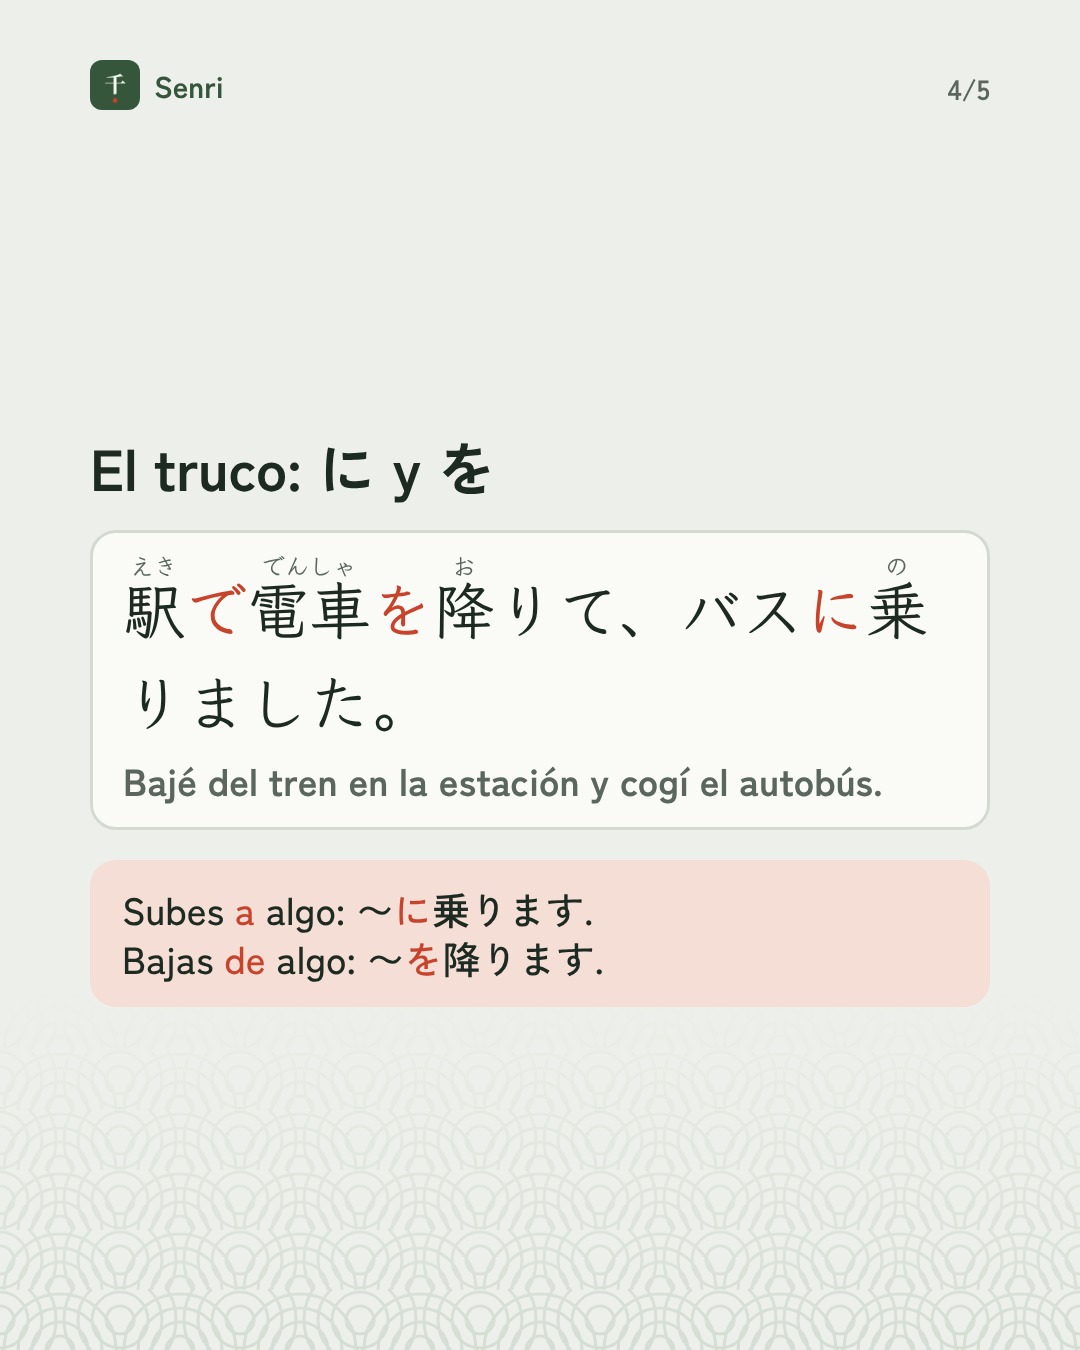 千
Senri
4/5
El truco: に y を
えき でんしゃ お の
駅で電車を降りて、バスに乗
りました。
Bajé del tren en la estación y cogí el autobús.
Subes a algo: 〜に乗ります.
Bajas de algo: 〜を降ります.